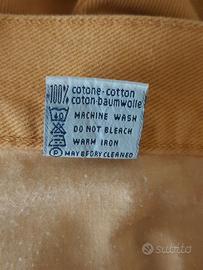 100% cotone-cotton
coton-baumwolle
40 MACHINE WASH
DO NOT BLEACH
WARM IRON
P MAY BE DRY CLEANED
subito